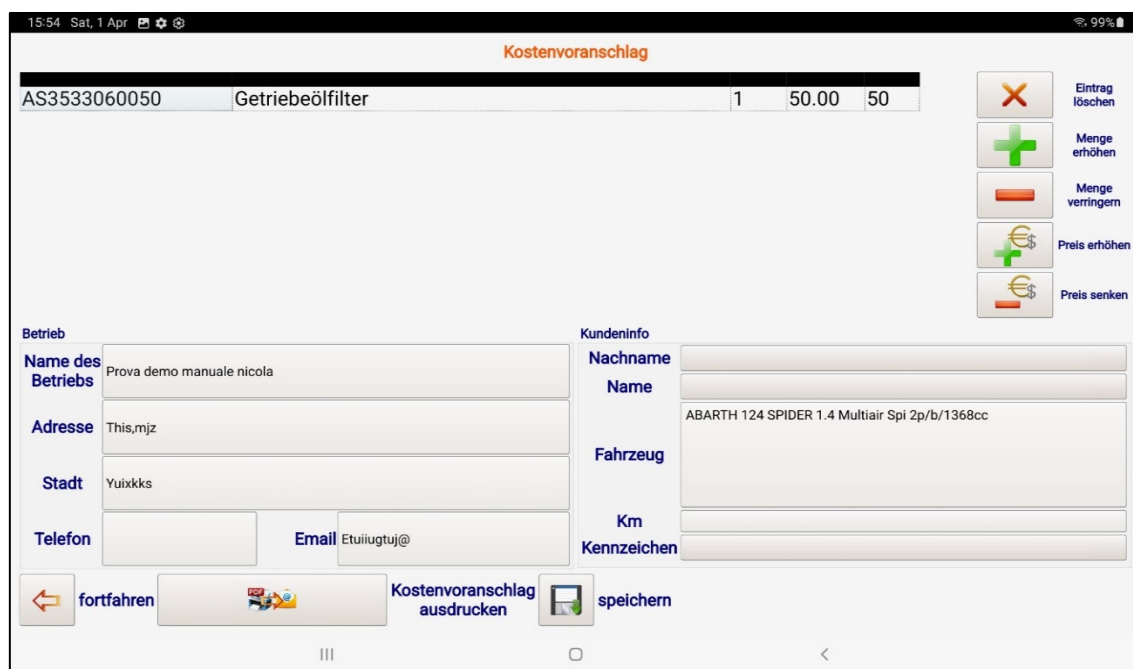 15:54 Sat, 1 Apr
99%
Kostenvoranschlag
AS3533060050 Getriebeölfilter 1 50.00 50
Eintrag
löschen
Menge
erhöhen
Menge
verringern
Preis erhöhen
Preis senken
Betrieb
Name des
Betriebs
Prova demo manuale nicola
Adresse This,mjz
Stadt Yuixkks
Telefon
Email Etuiiugtuj@
Kundeninfo
Nachname
Name
Fahrzeug
ABARTH 124 SPIDER 1.4 Multiair Spi 2p/b/1368cc
Km
Kennzeichen
fortfahren
PDF
Kostenvoranschlag
ausdrucken
speichern